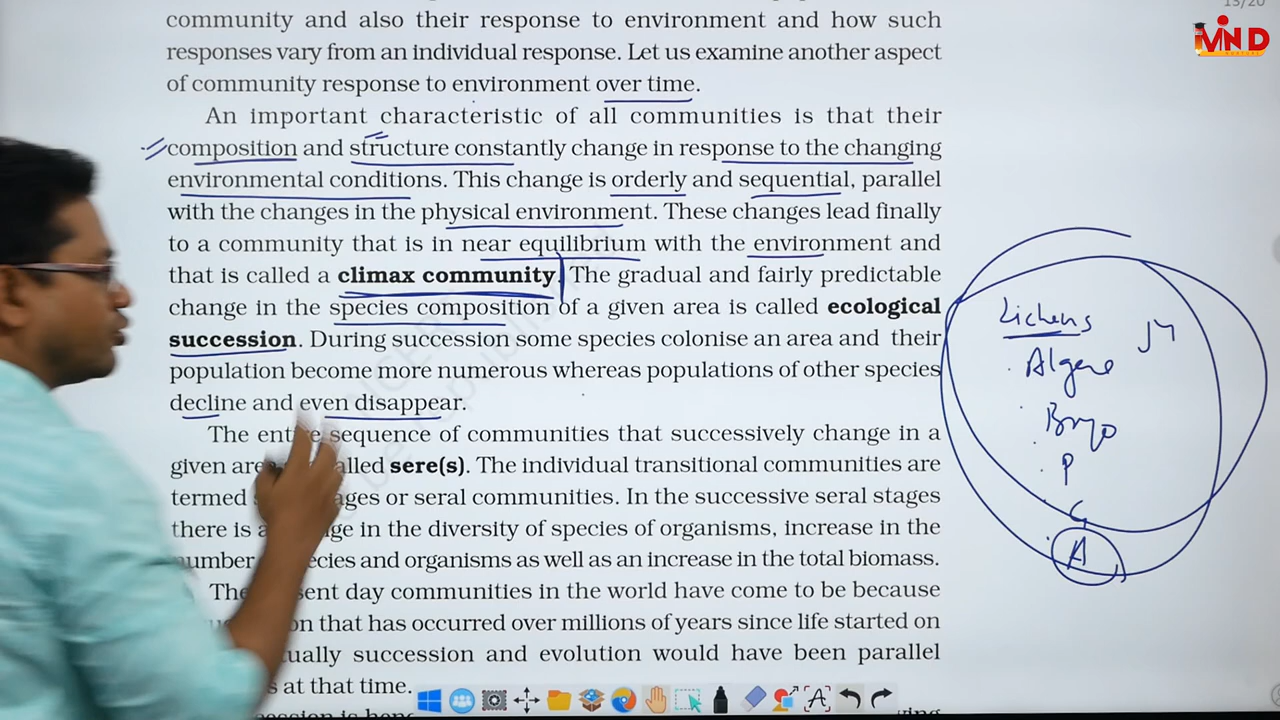 13/20
MIND
community and also their response to environment and how such
responses vary from an individual response. Let us examine another aspect
of community response to environment over time.
An important characteristic of all communities is that their
composition and structure constantly change in response to the changing
environmental conditions. This change is orderly and sequential, parallel
with the changes in the physical environment. These changes lead finally
to a community that is in near equilibrium with the environment and
that is called a climax community. The gradual and fairly predictable
change in the species composition of a given area is called ecological
succession. During succession some species colonise an area and their
population become more numerous whereas populations of other species
decline and even disappear.
The entire sequence of communities that successively change in a
given are called sere(s). The individual transitional communities are
termed ages or seral communities. In the successive seral stages
there is a nge in the diversity of species of organisms, increase in the
number ecies and organisms as well as an increase in the total biomass.
The sent day communities in the world have come to be because
on that has occurred over millions of years since life started on
tually succession and evolution would have been parallel
s at that time.
Lichens
Algae
Bryo
P
G
A